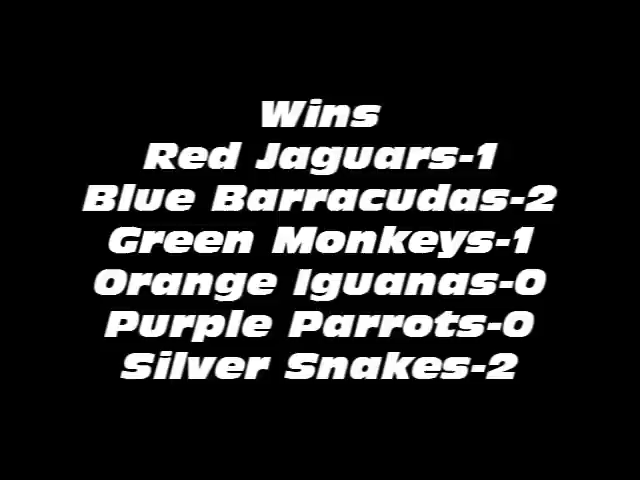 Wins
Red Jaguars-1
Blue Barracudas-2
Green Monkeys-1
Orange Iguanas-0
Purple Parrots-0
Silver Snakes-2